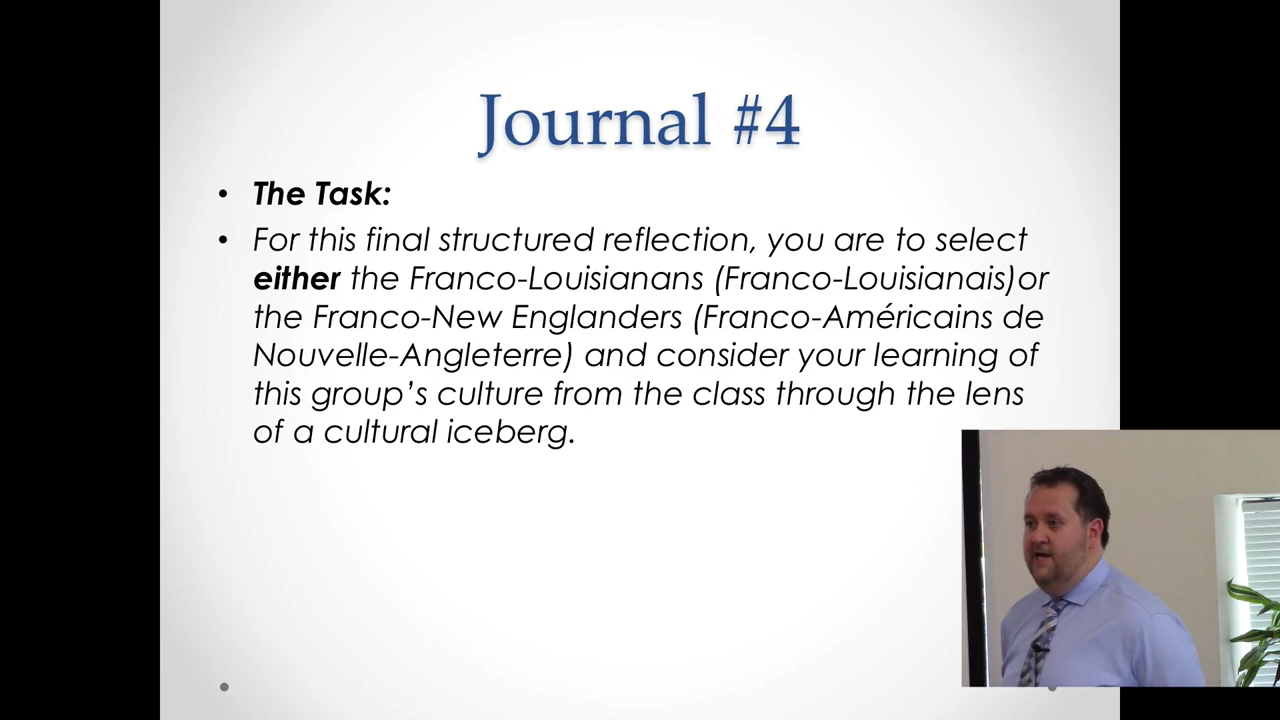 Journal #4
• The Task:
• For this final structured reflection, you are to select
either the Franco-Louisianans (Franco-Louisianais)or
the Franco-New Englanders (Franco-Américains de
Nouvelle-Angleterre) and consider your learning of
this group’s culture from the class through the lens
of a cultural iceberg.